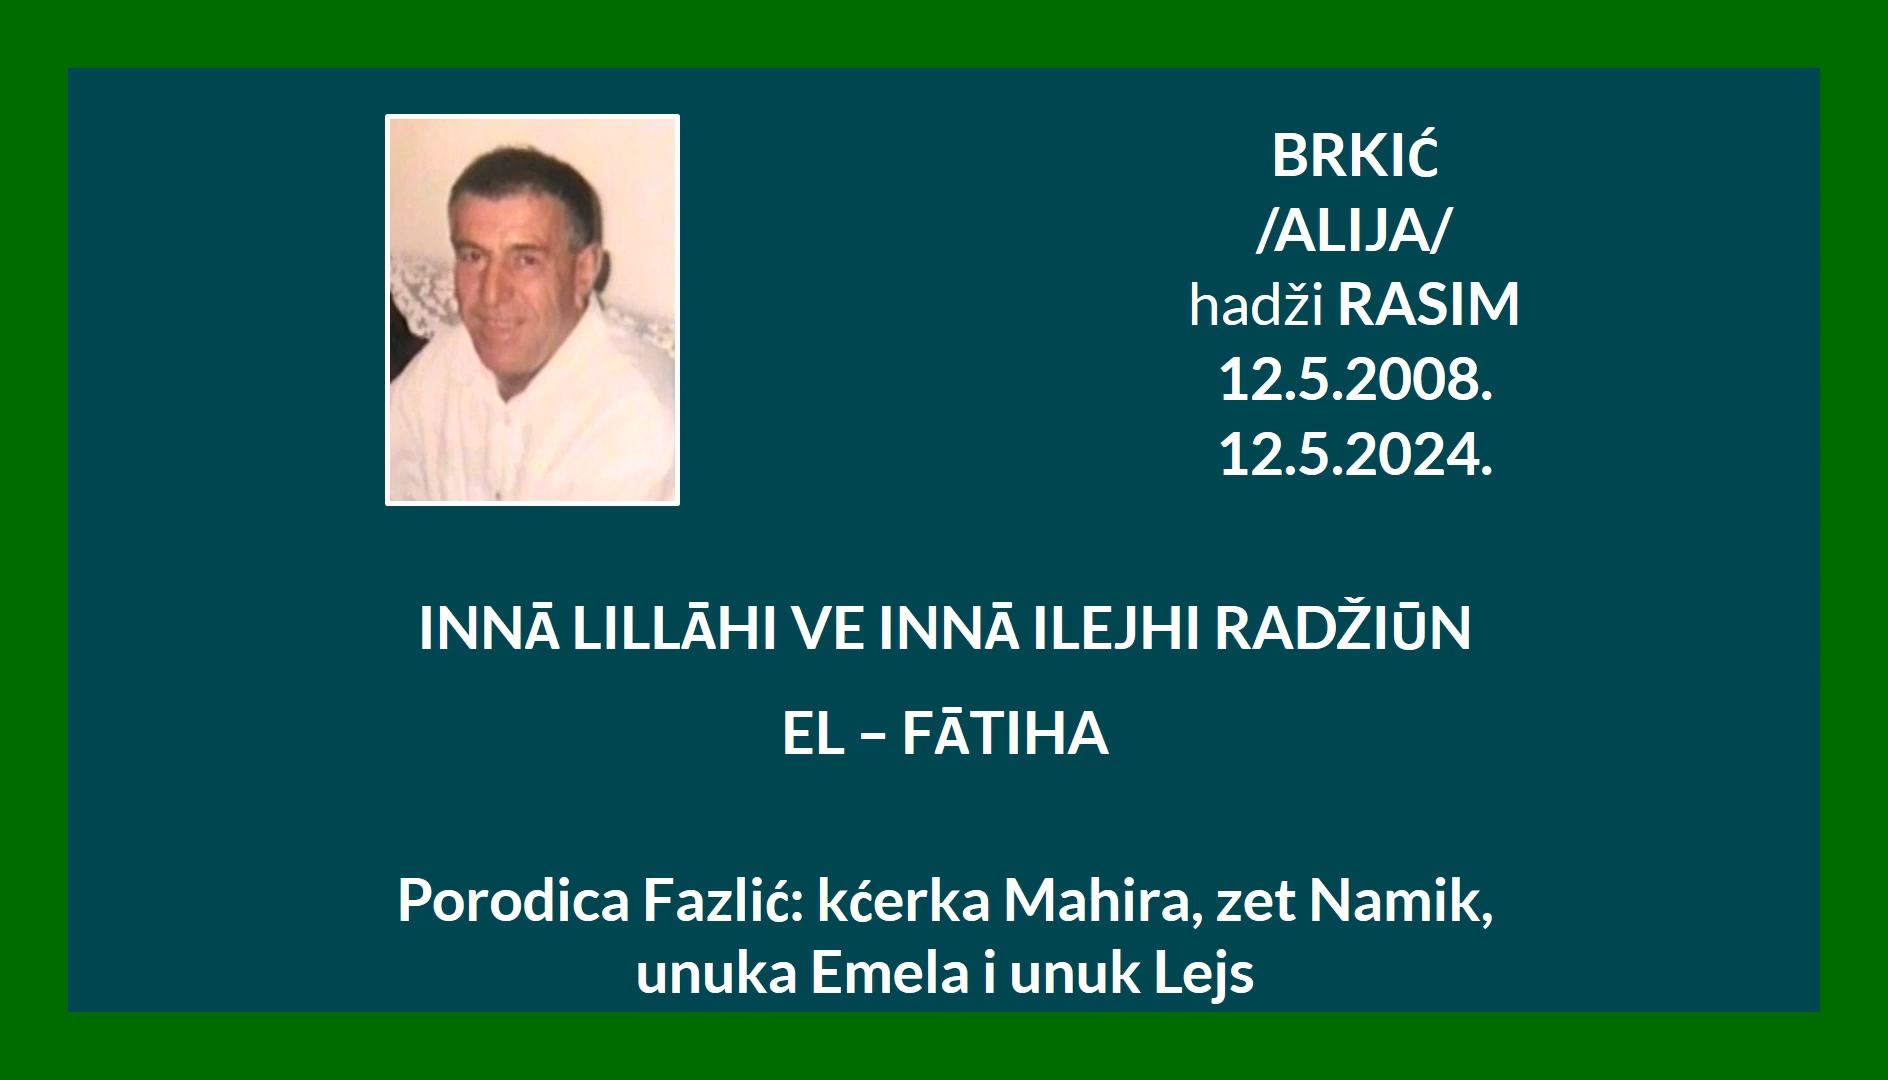 BRKIĆ
/ALIJA/
hadži RASIM
12.5.2008.
12.5.2024.
INNĀ LILLĀHI VE INNĀ ILEJHI RADŽIŪN
EL – FĀTIHA
Porodica Fazlić: kćerka Mahira, zet Namik,
unuka Emela i unuk Lejs